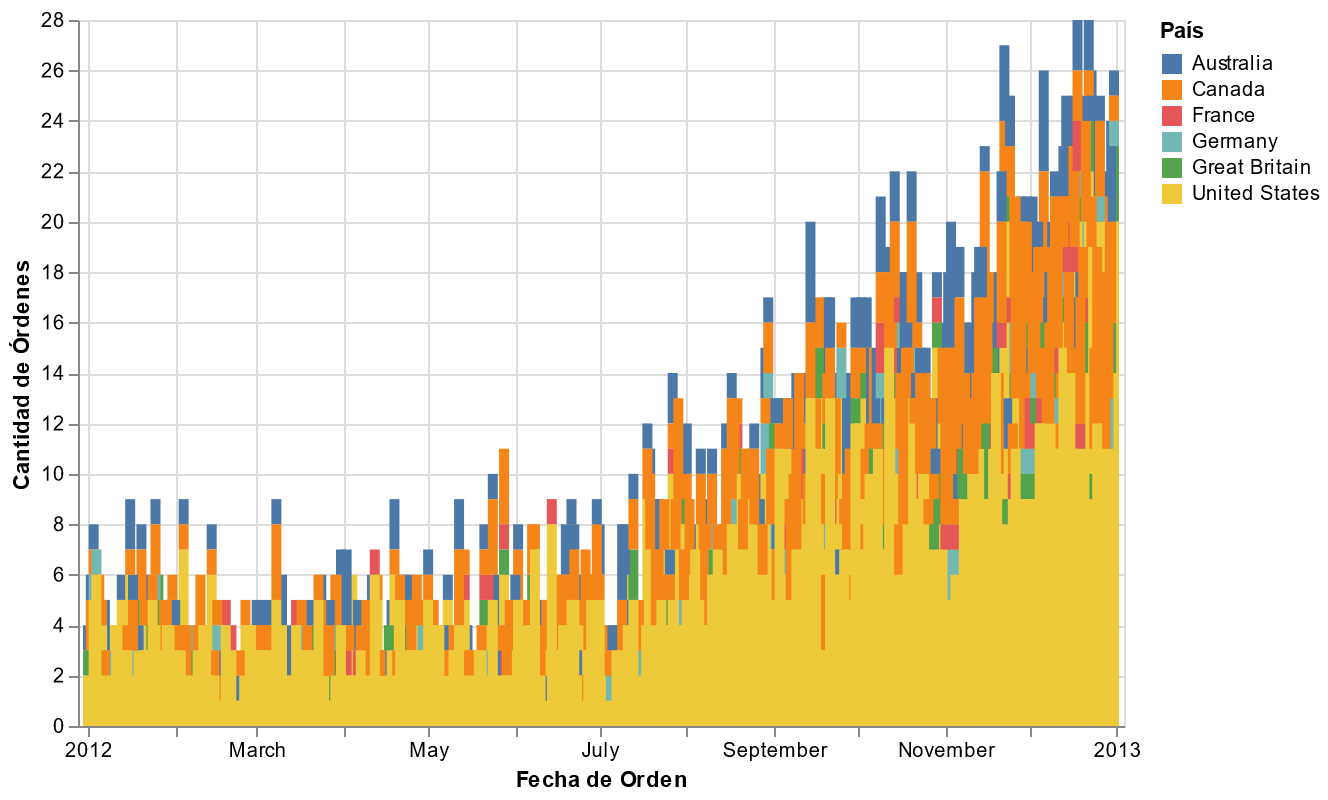 28
26
24
22
20
18
16
14
12
10
8
6
4
2
0
Cantidad de Órdenes
2012
March
May
July
September
November
2013
Fecha de Orden
País
Australia
Canada
France
Germany
Great Britain
United States